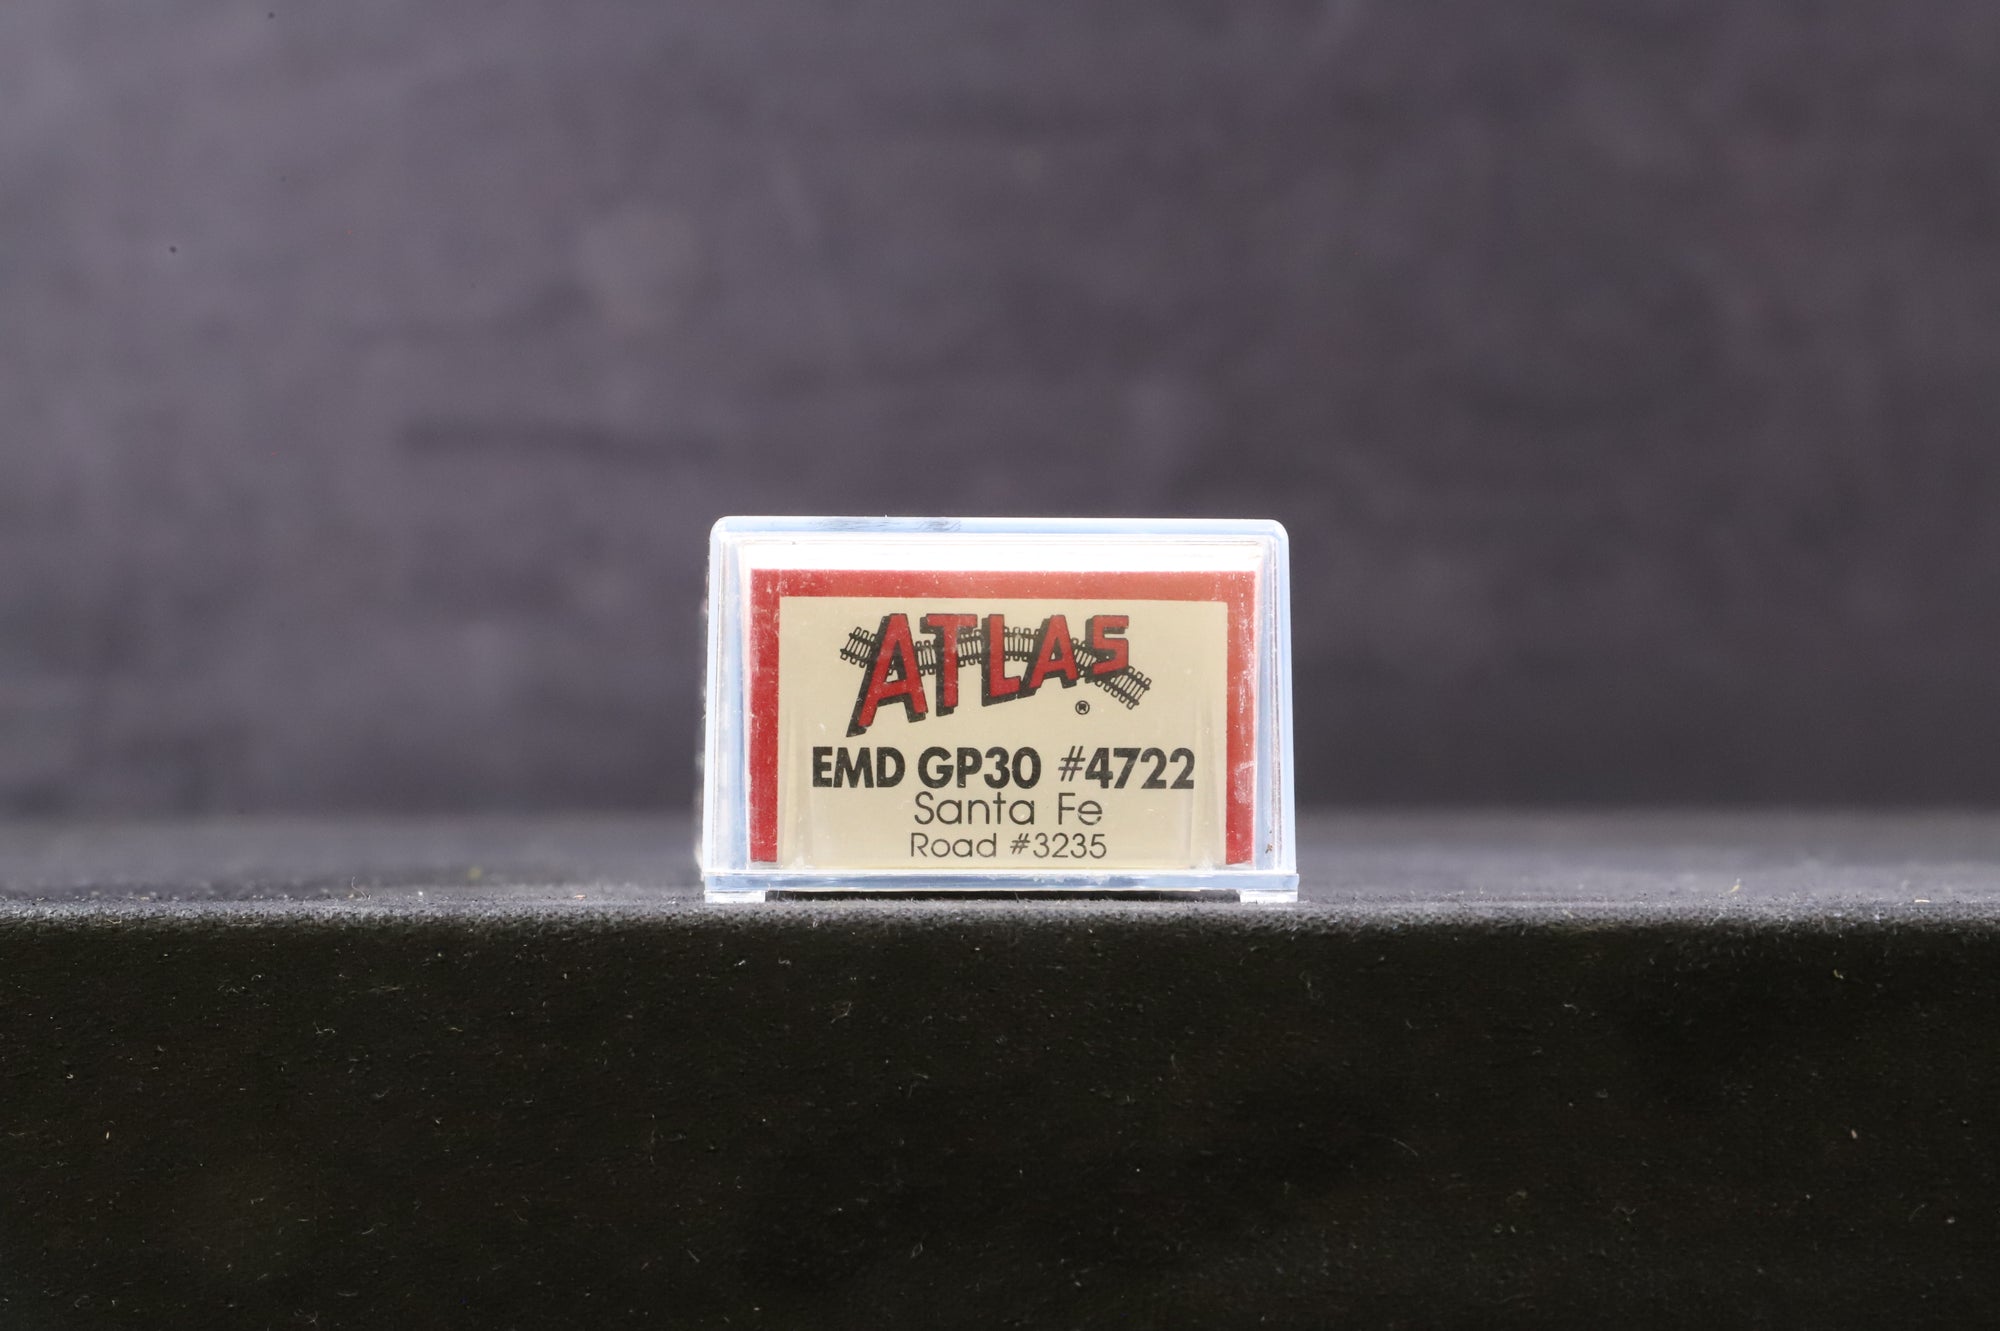 ATLAS
®
EMD GP30 #4722
Santa Fe
Road #3235